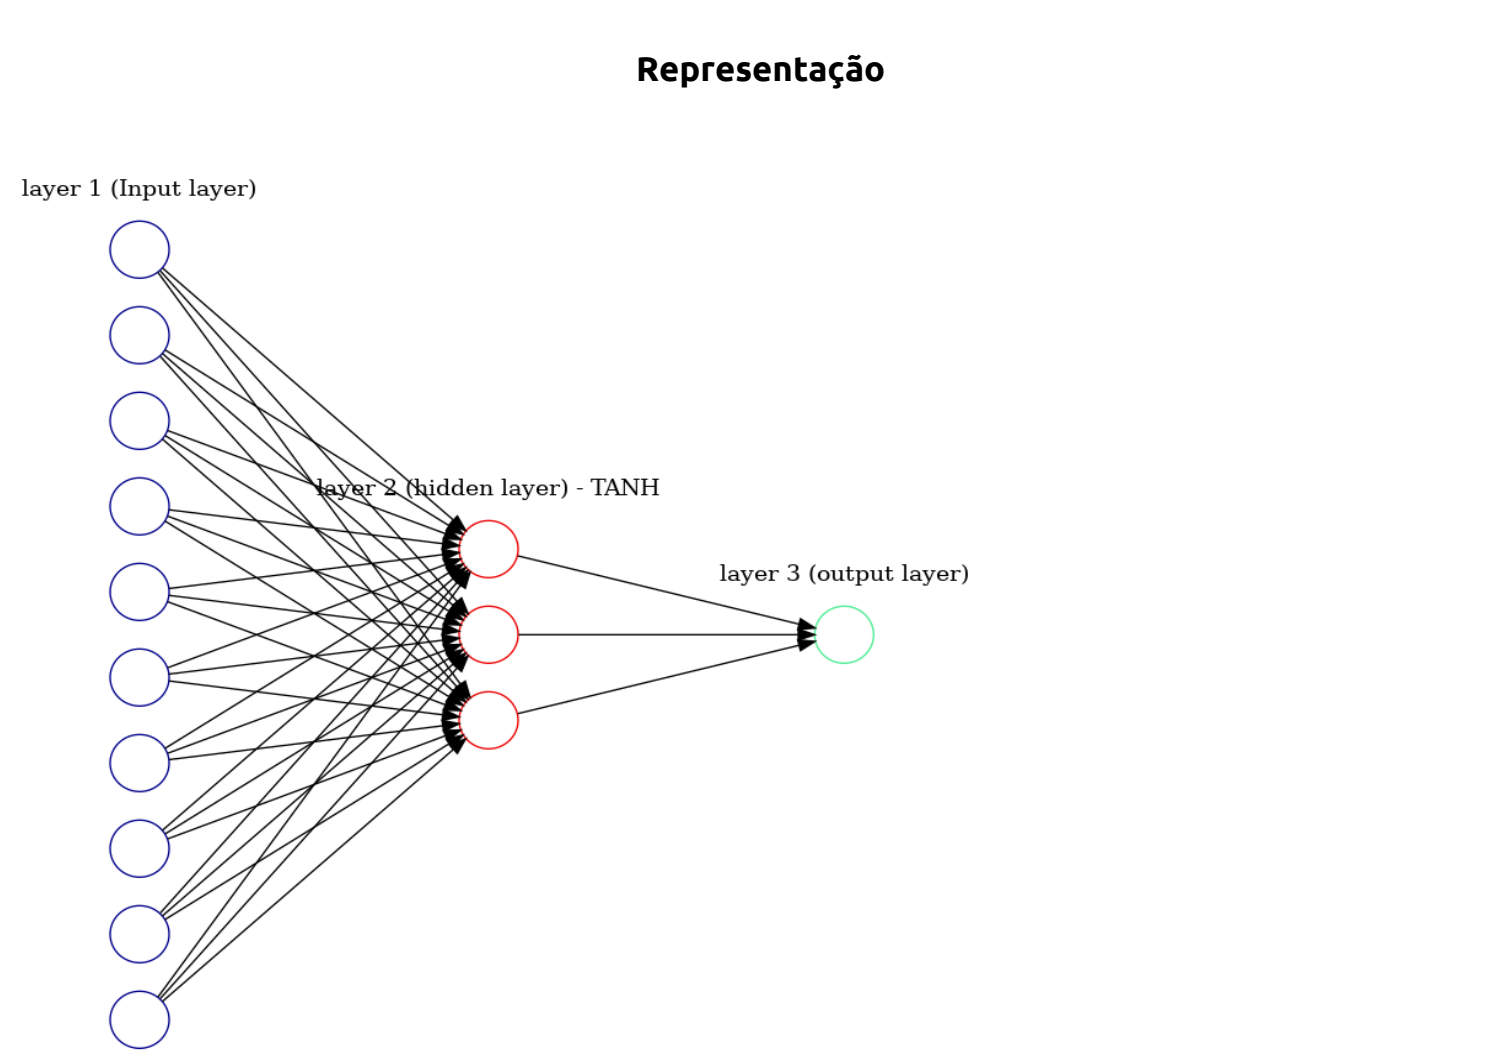 Representação
layer 1 (Input layer)
layer 2 (hidden layer) - TANH
layer 3 (output layer)